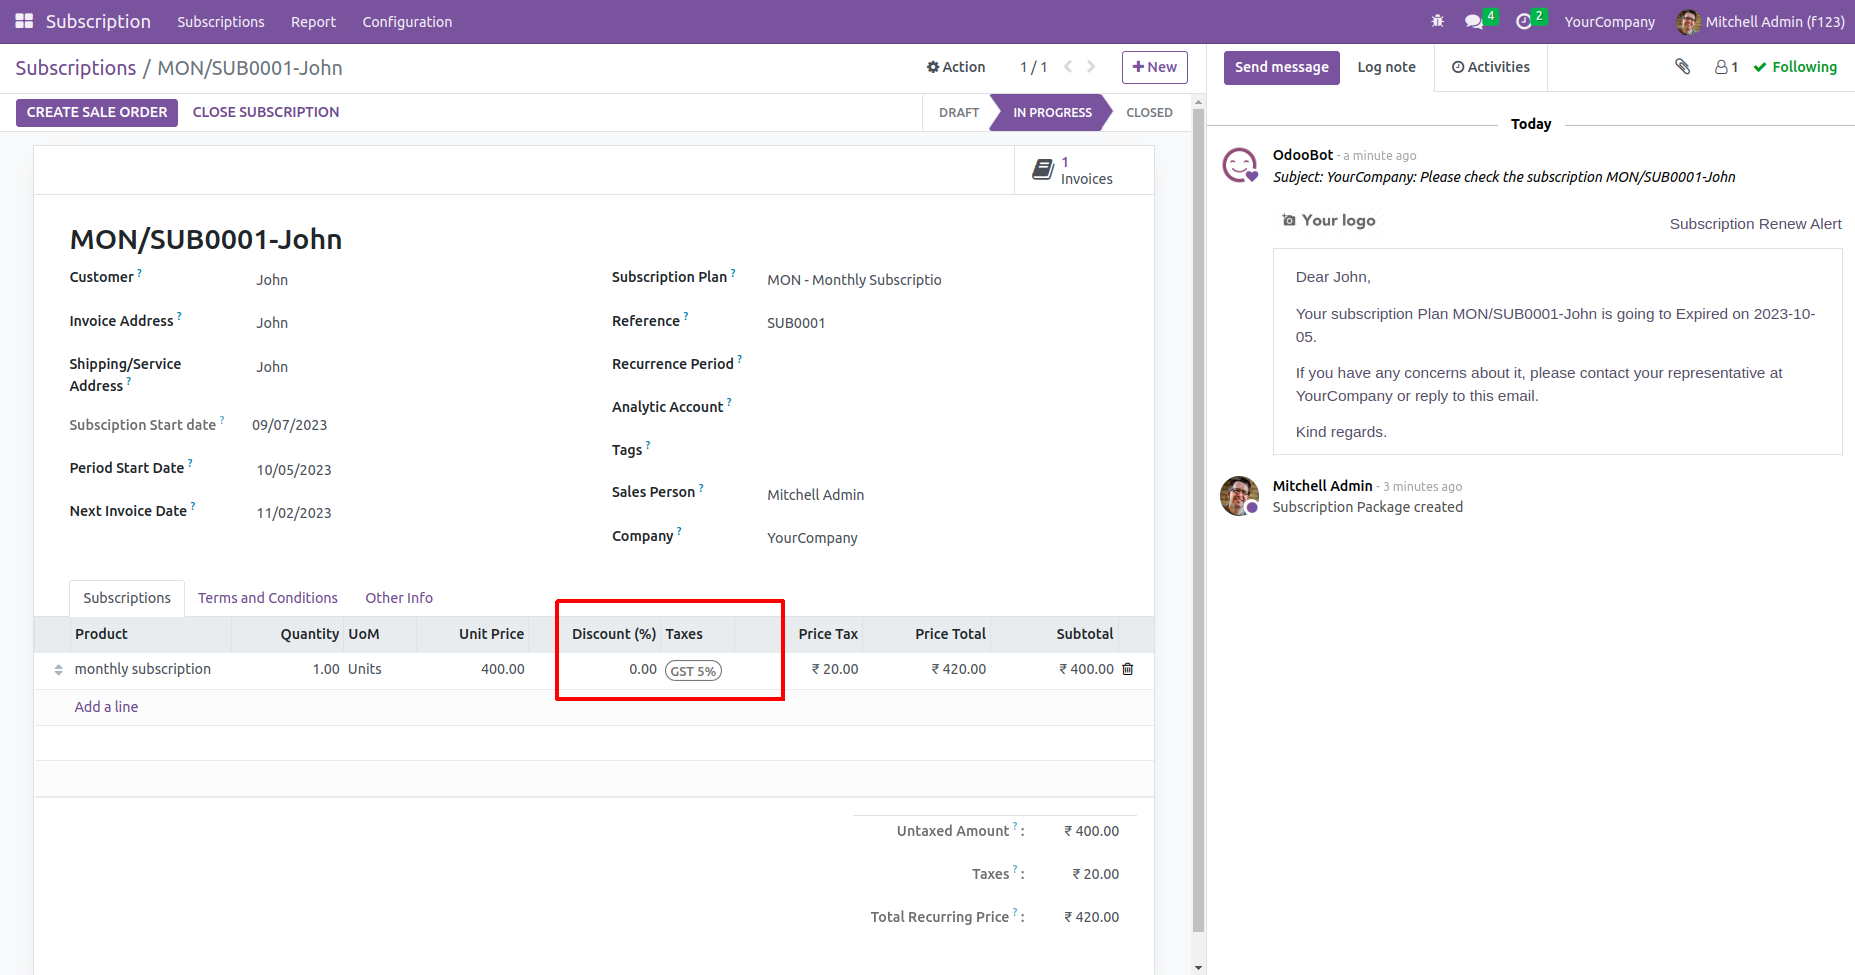 Subscription Subscriptions Report Configuration 4 2 YourCompany Mitchell Admin (f123)
Subscriptions / MON/SUB0001-John Action 1 / 1 New
Send message Log note Activities 1 Following
CREATE SALE ORDER CLOSE SUBSCRIPTION DRAFT IN PROGRESS CLOSED
1
Invoices
MON/SUB0001-John
Customer ? John
Invoice Address ? John
Shipping/Service
Address ? John
Subsciption Start date ? 09/07/2023
Period Start Date ? 10/05/2023
Next Invoice Date ? 11/02/2023
Subscription Plan ? MON - Monthly Subscriptio
Reference ? SUB0001
Recurrence Period ?
Analytic Account ?
Tags ?
Sales Person ? Mitchell Admin
Company ? YourCompany
Subscriptions Terms and Conditions Other Info
Product Quantity UoM Unit Price Discount (%) Taxes Price Tax Price Total Subtotal
monthly subscription 1.00 Units 400.00 0.00 GST 5% ₹ 20.00 ₹ 420.00 ₹ 400.00
Add a line
Untaxed Amount ? : ₹ 400.00
Taxes ? : ₹ 20.00
Total Recurring Price ? : ₹ 420.00
Today
OdooBot - a minute ago
Subject: YourCompany: Please check the subscription MON/SUB0001-John
Your logo Subscription Renew Alert
Dear John,
Your subscription Plan MON/SUB0001-John is going to Expired on 2023-10-
05.
If you have any concerns about it, please contact your representative at
YourCompany or reply to this email.
Kind regards.
Mitchell Admin - 3 minutes ago
Subscription Package created